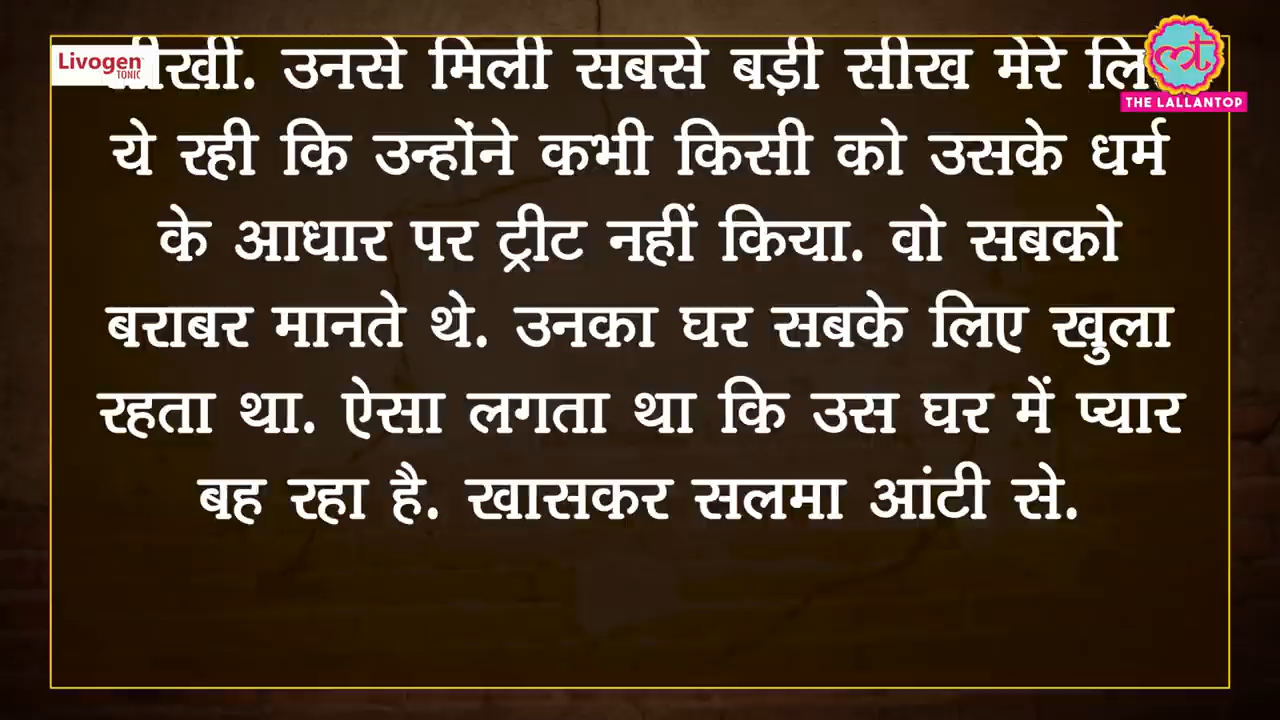 Livogen
TONIC
THE LALLANTOP
उनसे मिली सबसे बड़ी सीख मेरे
ये रही कि उन्होंने कभी किसी को उसके धर्म
के आधार पर ट्रीट नहीं किया. वो सबको
बराबर मानते थे. उनका घर सबके लिए खुला
रहता था. ऐसा लगता था कि उस घर में प्यार
बह रहा है. खासकर सलमा आंटी से.